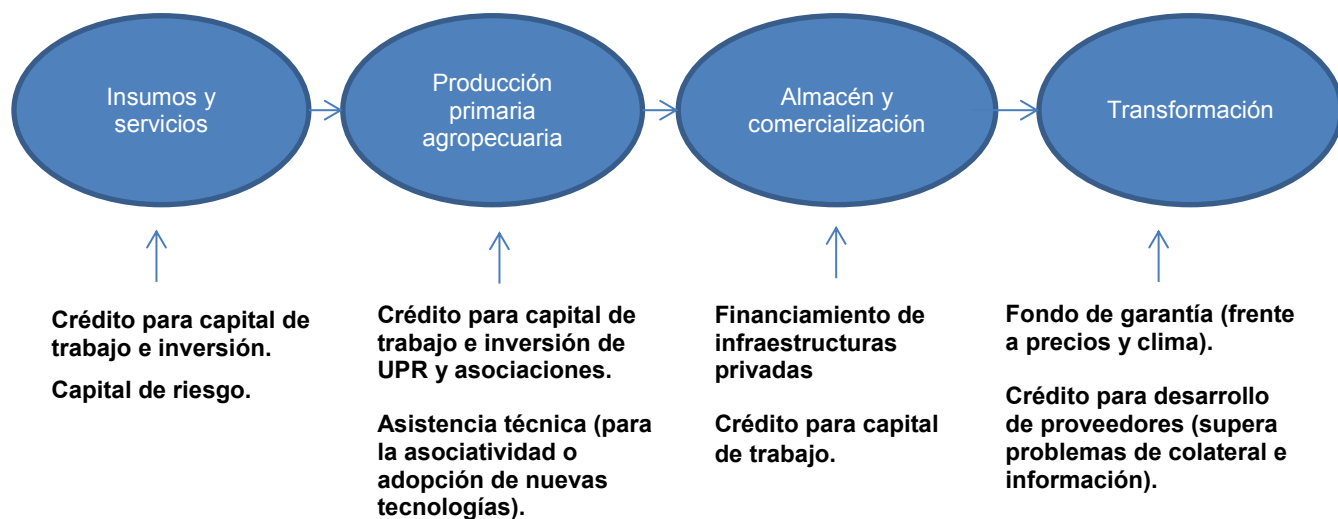 Insumos y
servicios
Producción
primaria
agropecuaria
Almacén y
comercialización
Transformación
Crédito para capital de
trabajo e inversión.
Capital de riesgo.
Crédito para capital de
trabajo e inversión de
UPR y asociaciones.
Asistencia técnica (para
la asociatividad o
adopción de nuevas
tecnologías).
Financiamiento de
infraestructuras
privadas
Crédito para capital
de trabajo.
Fondo de garantía (frente
a precios y clima).
Crédito para desarrollo
de proveedores (supera
problemas de colateral e
información).